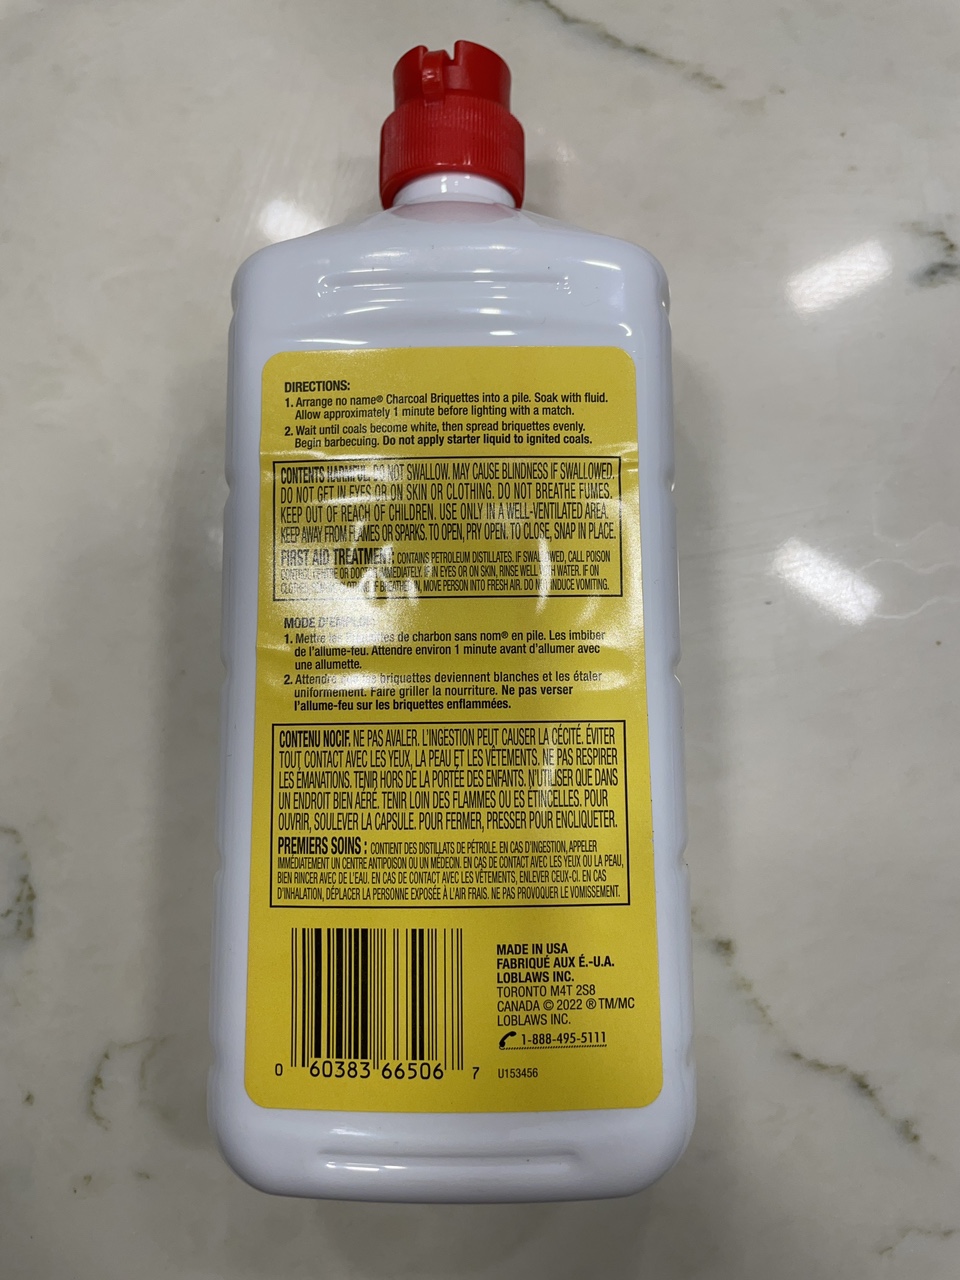 DIRECTIONS:
1. Arrange no name® Charcoal Briquettes into a pile. Soak with fluid.
Allow approximately 1 minute before lighting with a match.
2. Wait until coals become white, then spread briquettes evenly.
Begin barbecuing. Do not apply starter liquid to ignited coals.
CONTENTS HARMFUL. DO NOT SWALLOW. MAY CAUSE BLINDNESS IF SWALLOWED.
DO NOT GET IN EYES OR ON SKIN OR CLOTHING. DO NOT BREATHE FUMES.
KEEP OUT OF REACH OF CHILDREN. USE ONLY IN A WELL-VENTILATED AREA.
KEEP AWAY FROM FLAMES OR SPARKS. TO OPEN, PRY OPEN. TO CLOSE, SNAP IN PLACE.
FIRST AID TREATMENT: CONTAINS PETROLEUM DISTILLATES. IF SWALLOWED, CALL POISON
CONTROL CENTRE OR DOCTOR IMMEDIATELY. IF IN EYES OR ON SKIN, RINSE WELL WITH WATER. IF ON
IF BREATHED IN, MOVE PERSON INTO FRESH AIR. DO NOT INDUCE VOMITING.
MODE D'EMPLOI:
1. Mettre les briquettes de charbon sans nom® en pile. Les imbiber
de l'allume-feu. Attendre environ 1 minute avant d'allumer avec
une allumette.
2. Attendre que les briquettes deviennent blanches et les étaler
uniformément. Faire griller la nourriture. Ne pas verser
l'allume-feu sur les briquettes enflammées.
CONTENU NOCIF. NE PAS AVALER. L'INGESTION PEUT CAUSER LA CÉCITÉ. ÉVITER
TOUT CONTACT AVEC LES YEUX, LA PEAU ET LES VÊTEMENTS. NE PAS RESPIRER
LES ÉMANATIONS. TENIR HORS DE LA PORTÉE DES ENFANTS. N'UTILISER QUE DANS
UN ENDROIT BIEN AÉRÉ. TENIR LOIN DES FLAMMES OU ES ÉTINCELLES. POUR
OUVRIR, SOULEVER LA CAPSULE. POUR FERMER, PRESSER POUR ENCLIQUETER.
PREMIERS SOINS : CONTIENT DES DISTILLATS DE PÉTROLE. EN CAS D'INGESTION, APPELER
IMMÉDIATEMENT UN CENTRE ANTIPOISON OU UN MÉDECIN. EN CAS DE CONTACT AVEC LES YEUX OU LA PEAU,
BIEN RINCER AVEC DE L'EAU. EN CAS DE CONTACT AVEC LES VÊTEMENTS, ENLEVER CEUX-CI. EN CAS
D'INHALATION, DÉPLACER LA PERSONNE EXPOSÉE À L'AIR FRAIS. NE PAS PROVOQUER LE VOMISSEMENT.
MADE IN USA
FABRIQUÉ AUX É.-U.A.
LOBLAWS INC.
TORONTO M4T 2S8
CANADA © 2022 ® TM/MC
LOBLAWS INC.
1-888-495-5111
0 60383 66506 7
U153456